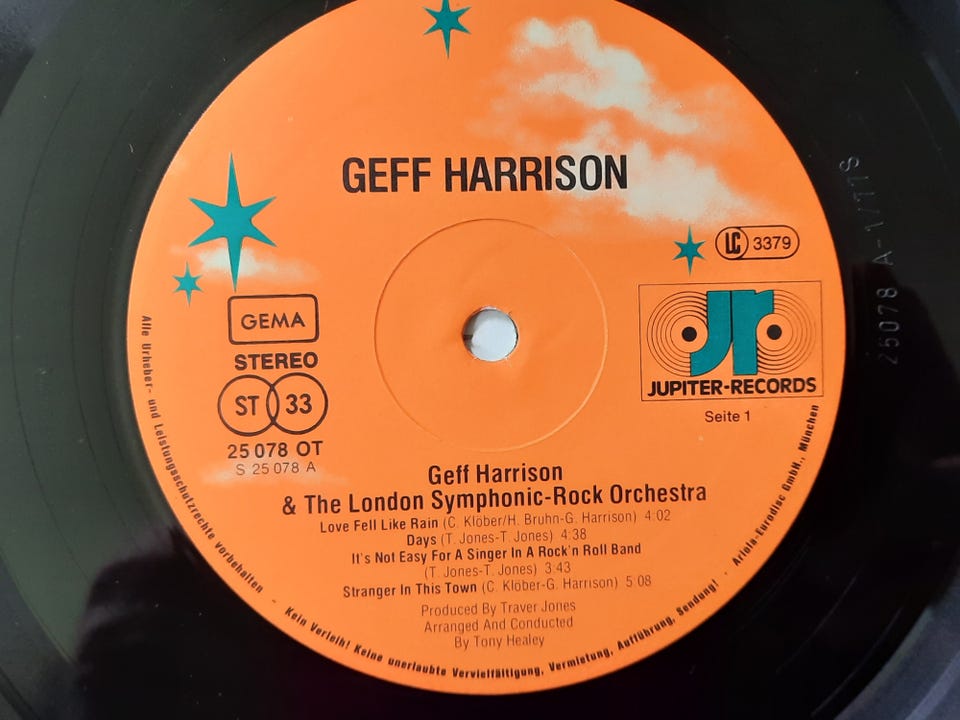 GEFF HARRISON
LC 3379
GEMA
STEREO
ST 33
25 078 OT
S 25 078 A
JUPITER-RECORDS
Seite 1
Geff Harrison
& The London Symphonic-Rock Orchestra
Love Fell Like Rain (C. Klöber/H. Bruhn-G. Harrison) 4:02
Days (T. Jones-T. Jones) 4:38
It's Not Easy For A Singer In A Rock'n Roll Band
(T. Jones-T. Jones) 3:43
Stranger In This Town (C. Klöber-G. Harrison) 5:08
Produced By Traver Jones
Arranged And Conducted
By Tony Healey
Alle Urheber- und Leistungsschutzrechte vorbehalten - Kein Verleih! Keine unerlaubte Vervielfältigung, Vermietung, Aufführung, Sendung! - Ariola-Eurodisc GmbH., München
25078 A-1/77S